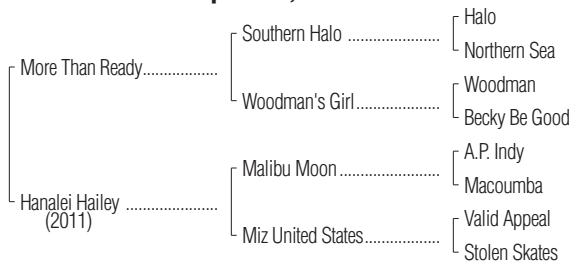 Halo
Southern Halo
Northern Sea
More Than Ready
Woodman
Woodman's Girl
Becky Be Good
A.P. Indy
Malibu Moon
Macoumba
Hanalei Hailey
(2011)
Valid Appeal
Miz United States
Stolen Skates